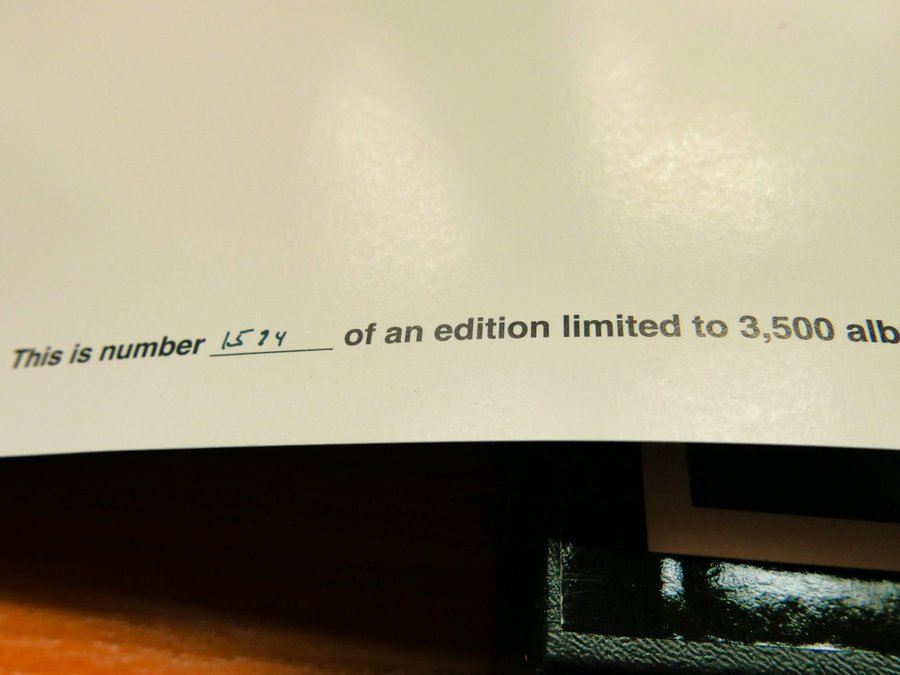 This is number of an edition limited to 3,500 alb